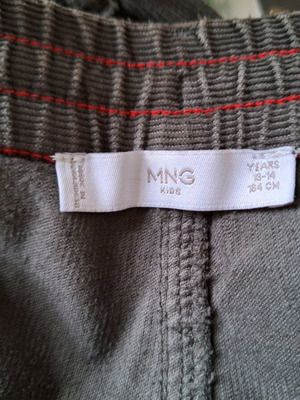 MNG
KIDS
YEARS
13-14
164 CM